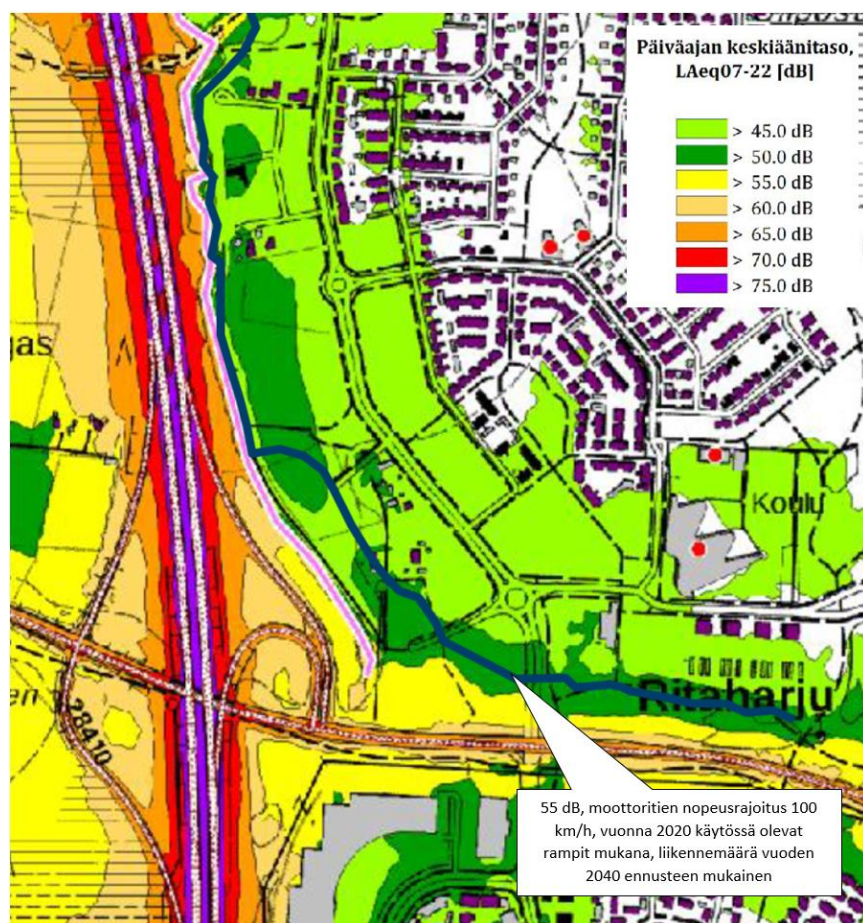 Päiväajan keskiäänitaso,
LAeq07-22 [dB]
> 45.0 dB
> 50.0 dB
> 55.0 dB
> 60.0 dB
> 65.0 dB
> 70.0 dB
> 75.0 dB
gas
Koulu
Ritaharju
en
28410
55 dB, moottoritien nopeusrajoitus 100
km/h, vuonna 2020 käytössä olevat
rampit mukana, liikennemäärä vuoden
2040 ennusteen mukainen